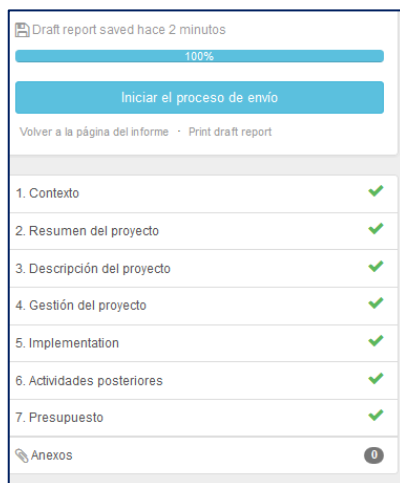 Draft report saved hace 2 minutos
100%
Iniciar el proceso de envío
Volver a la página del informe · Print draft report
1. Contexto
2. Resumen del proyecto
3. Descripción del proyecto
4. Gestión del proyecto
5. Implementation
6. Actividades posteriores
7. Presupuesto
Anexos 0